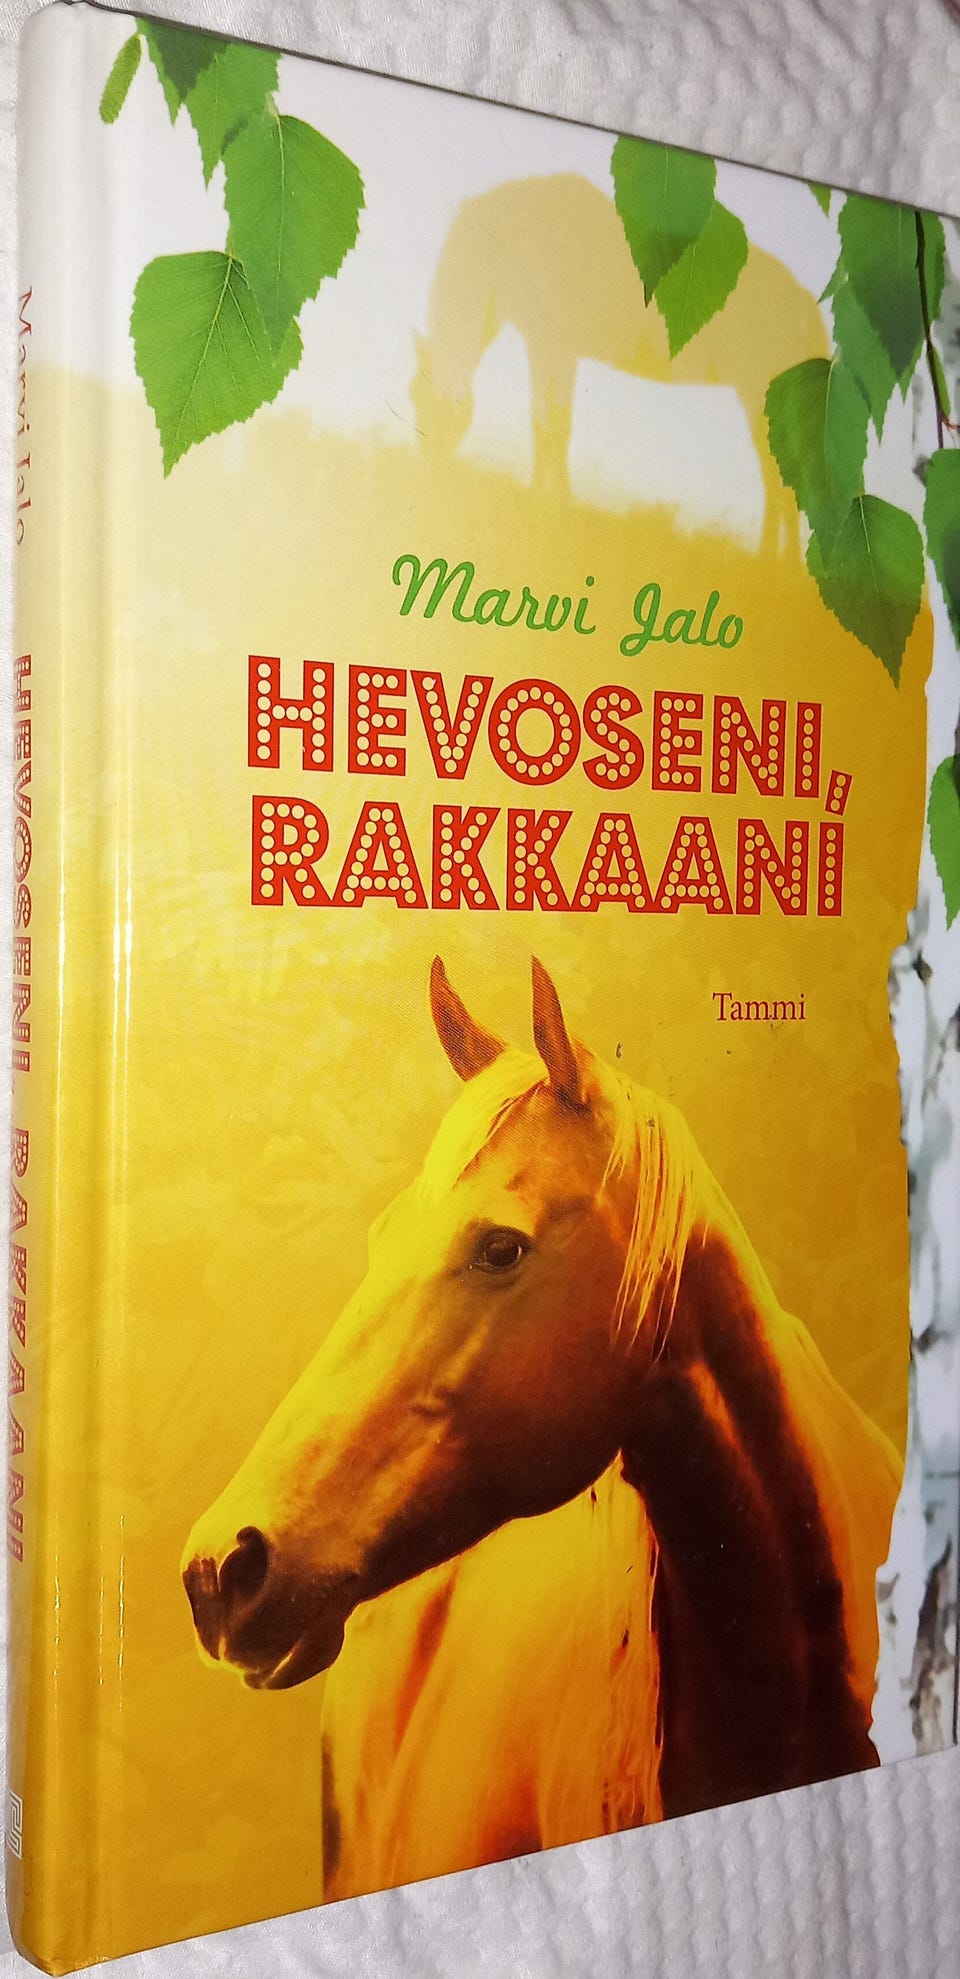 Marvi Jalo
HEVOSENI,
RAKKAANI
Tammi
Marvi Jalo HEVOSENI, RAKKAANI